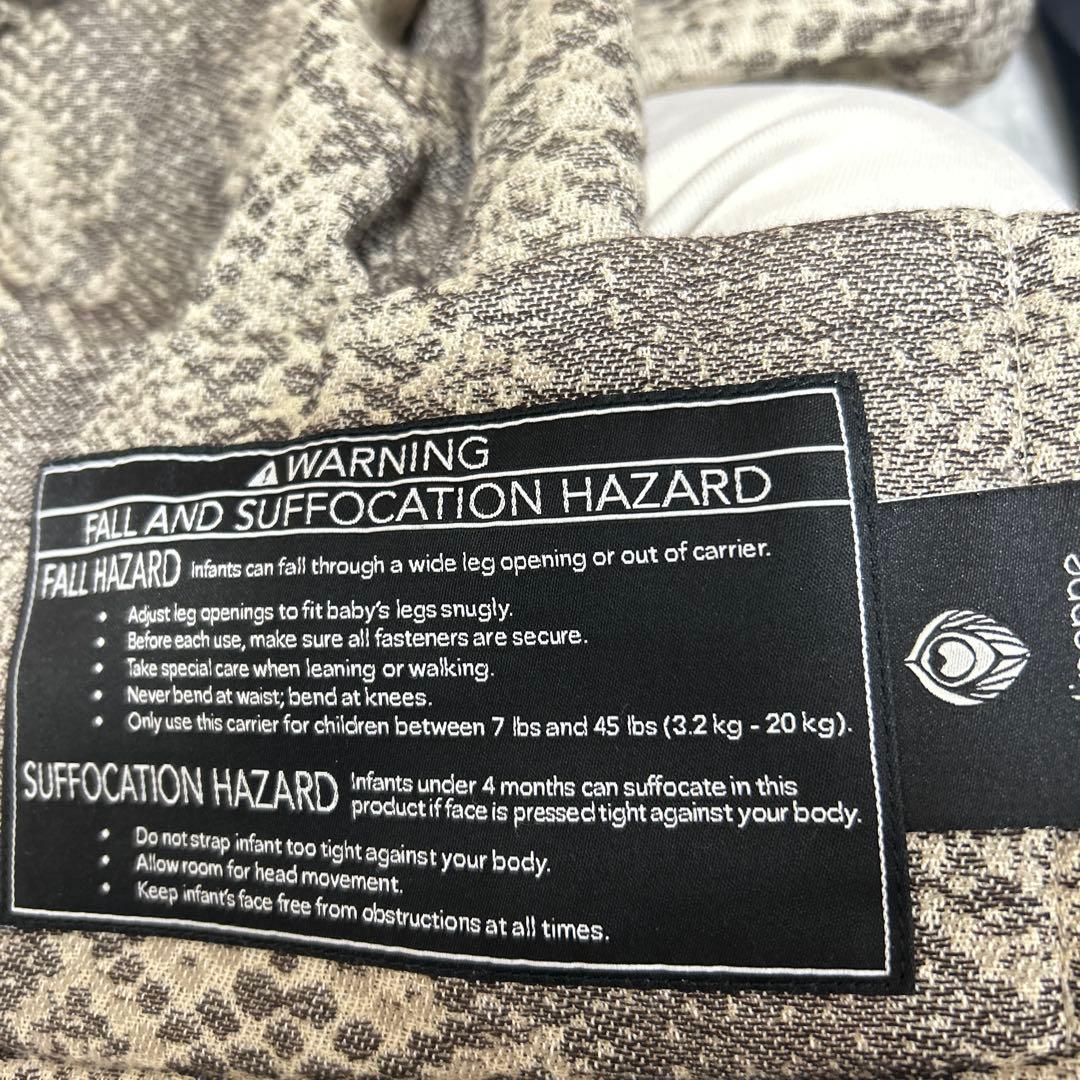 WARNING
FALL AND SUFFOCATION HAZARD
FALL HAZARD Infants can fall through a wide leg opening or out of carrier.
• Adjust leg openings to fit baby's legs snugly.
• Before each use, make sure all fasteners are secure.
• Take special care when leaning or walking.
• Never bend at waist; bend at knees.
• Only use this carrier for children between 7 lbs and 45 lbs (3.2 kg - 20 kg).
SUFFOCATION HAZARD Infants under 4 months can suffocate in this
product if face is pressed tight against your body.
• Do not strap infant too tight against your body.
• Allow room for head movement.
• Keep infant's face free from obstructions at all times.